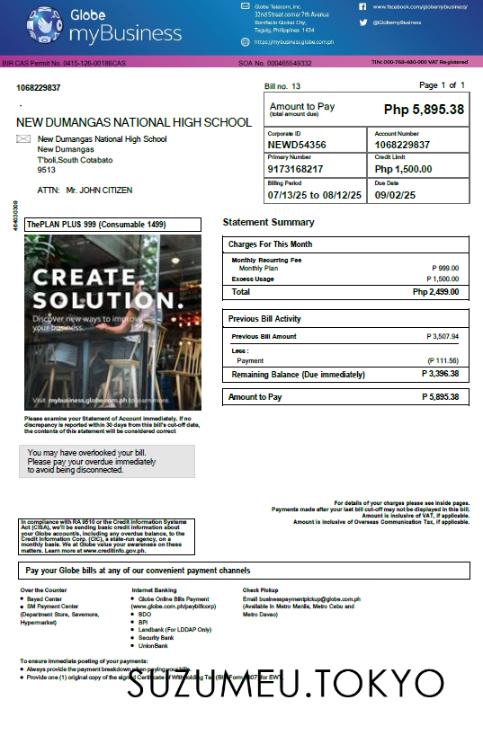 Globe
myBusiness
Globe Telecom, Inc.
32nd Street corner 7th Avenue
Bonifacio Global City,
Taguig, Philippines 1634
https://mybusiness.globe.com.ph
www.facebook.com/globemybusiness/
@GlobemyBusiness
BIR CAS Permit No. 0415-126-00186CAS
SOA No. 000465549332
TIN: 000-768-480-000 VAT Registered
1068229837
.
NEW DUMANGAS NATIONAL HIGH SCHOOL
New Dumangas National High School
New Dumangas
T'boli,South Cotabato
9513
ATTN: Mr. JOHN CITIZEN
Bill no. 13
Page 1 of 1
Amount to Pay
(total amount due)
Php 5,895.38
Corporate ID
NEWD54356
Account Number
1068229837
Primary Number
9173168217
Credit Limit
Php 1,500.00
Billing Period
07/13/25 to 08/12/25
Due Date
09/02/25
ThePLAN PLUS 999 (Consumable 1499)
CREATE
SOLUTION.
Discover new ways to improve
your business.
Visit mybusiness.globe.com.ph to learn more.
Please examine your Statement of Account immediately. If no
discrepancy is reported within 30 days from this bill's cut-off date,
the contents of this statement will be considered correct
You may have overlooked your bill.
Please pay your overdue immediately
to avoid being disconnected.
Statement Summary
Charges For This Month
Monthly Recurring Fee
Monthly Plan P 999.00
Excess Usage P 1,500.00
Total Php 2,499.00
Previous Bill Activity
Previous Bill Amount P 3,507.94
Less :
Payment (P 111.56)
Remaining Balance (Due immediately) P 3,396.38
Amount to Pay P 5,895.38
For details of your charges please see inside pages.
Payments made after your last bill cut-off may not be displayed in this bill.
Amount is inclusive of VAT, if applicable.
Amount is inclusive of Overseas Communication Tax, if applicable.
In compliance with RA 9510 or the Credit Information Systems
Act (CISA), we'll be sending basic credit information about
your Globe accounts, including any overdue balance, to the
Credit Information Corp. (CIC), a state-run agency, on a
monthly basis. We at Globe value your awareness on these
matters. Learn more at www.creditinfo.gov.ph.
Pay your Globe bills at any of our convenient payment channels
Over the Counter
Bayad Center
SM Payment Center
(Department Store, Savemore,
Hypermarket)
Internet Banking
Globe Online Bills Payment
(www.globe.com.ph/paybillcorp)
BDO
BPI
Landbank (For LDDAP Only)
Security Bank
UnionBank
Check Pickup
Email businesspaymentpickup@globe.com.ph
(Available in Metro Manila, Metro Cebu and
Metro Davao)
To ensure immediate posting of your payments:
Always provide the payment breakdown when paying your bills.
Provide one (1) original copy of the signed Certificate of Withholding Tax
SUZUMEU.TOKYO